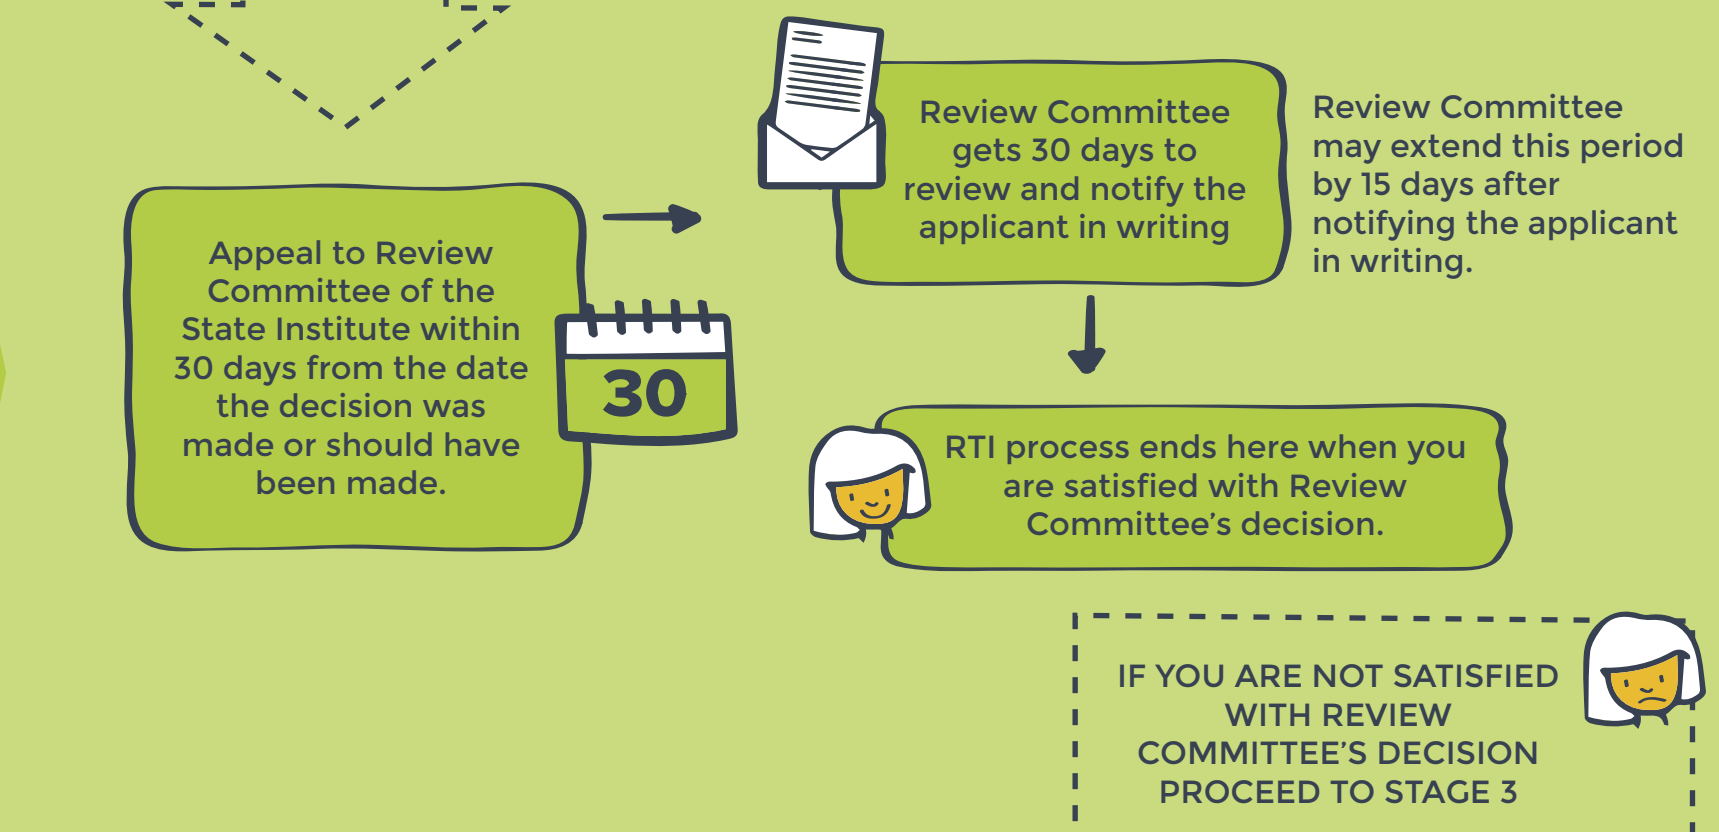 Appeal to Review
Committee of the
State Institute within
30 days from the date
the decision was
made or should have
been made.
30
Review Committee
gets 30 days to
review and notify the
applicant in writing
Review Committee
may extend this period
by 15 days after
notifying the applicant
in writing.
RTI process ends here when you
are satisfied with Review
Committee’s decision.
IF YOU ARE NOT SATISFIED
WITH REVIEW
COMMITTEE’S DECISION
PROCEED TO STAGE 3